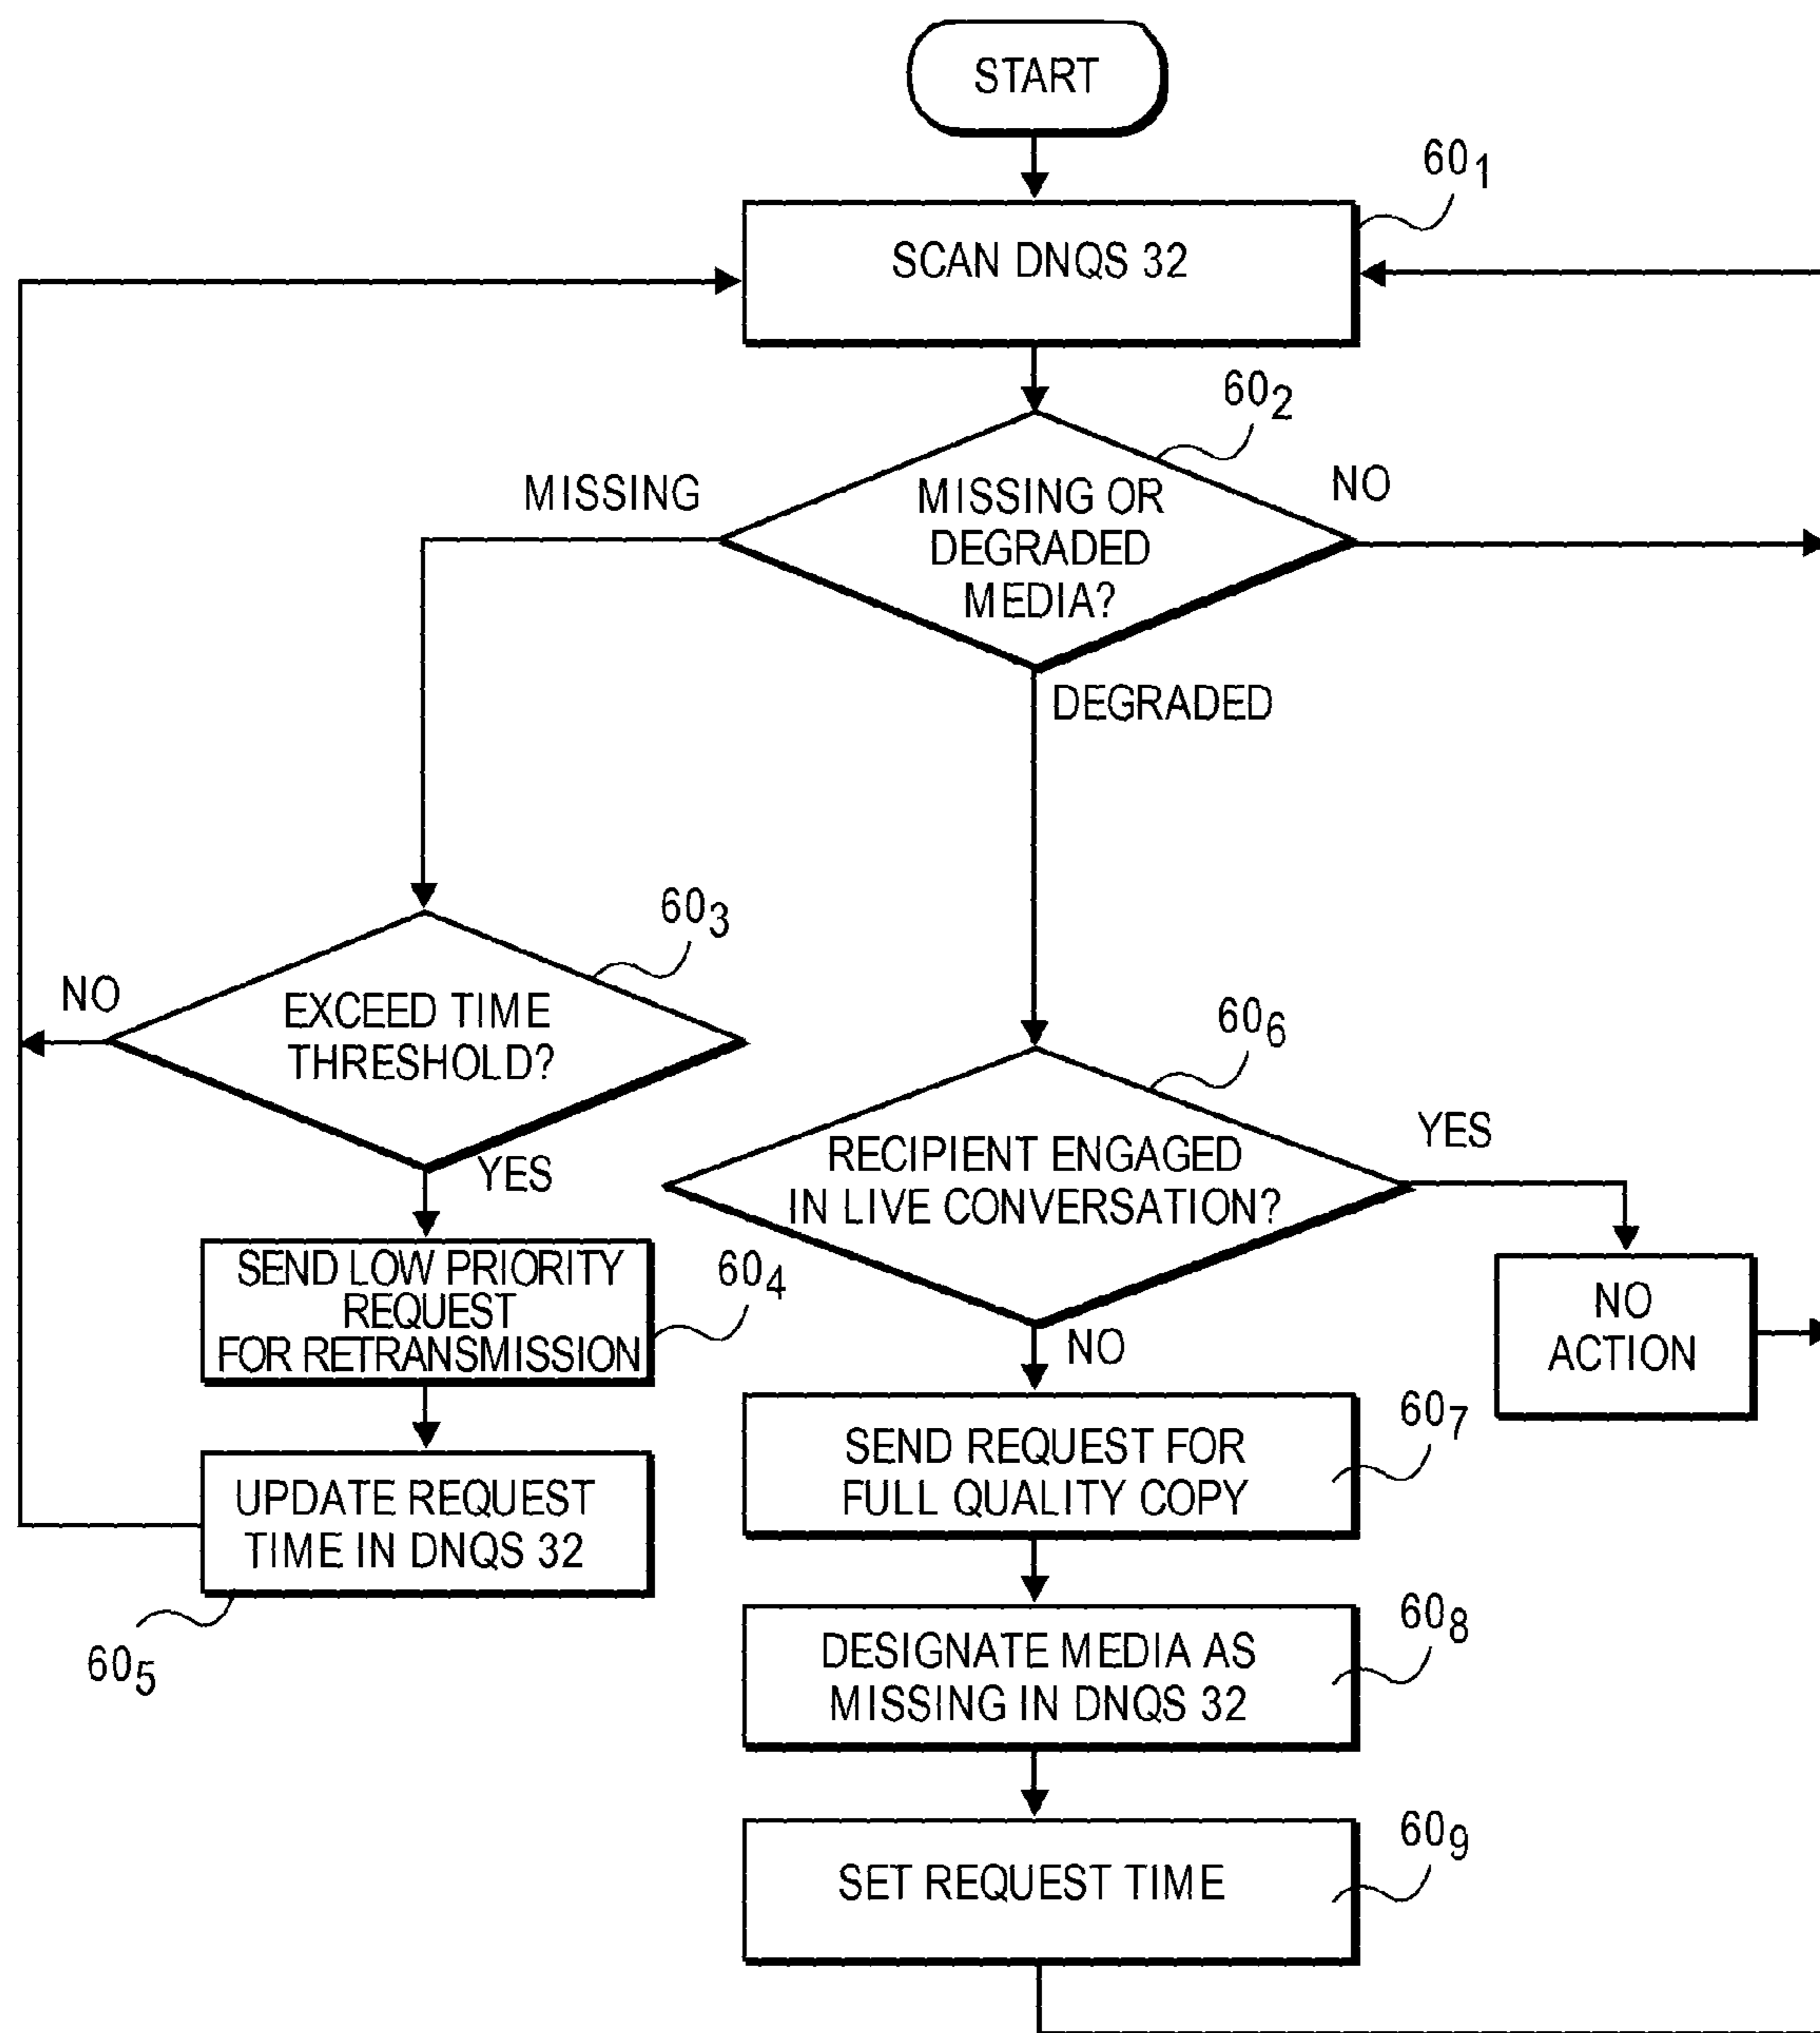 START
60₁
SCAN DNQS 32
60₂
MISSING
MISSING OR
DEGRADED
MEDIA?
NO
DEGRADED
60₃
NO
EXCEED TIME
THRESHOLD?
YES
60₆
RECIPIENT ENGAGED
IN LIVE CONVERSATION?
YES
SEND LOW PRIORITY
REQUEST
FOR RETRANSMISSION
60₄
NO
NO
ACTION
UPDATE REQUEST
TIME IN DNQS 32
60₅
SEND REQUEST FOR
FULL QUALITY COPY
60₇
DESIGNATE MEDIA AS
MISSING IN DNQS 32
60₈
SET REQUEST TIME
60₉